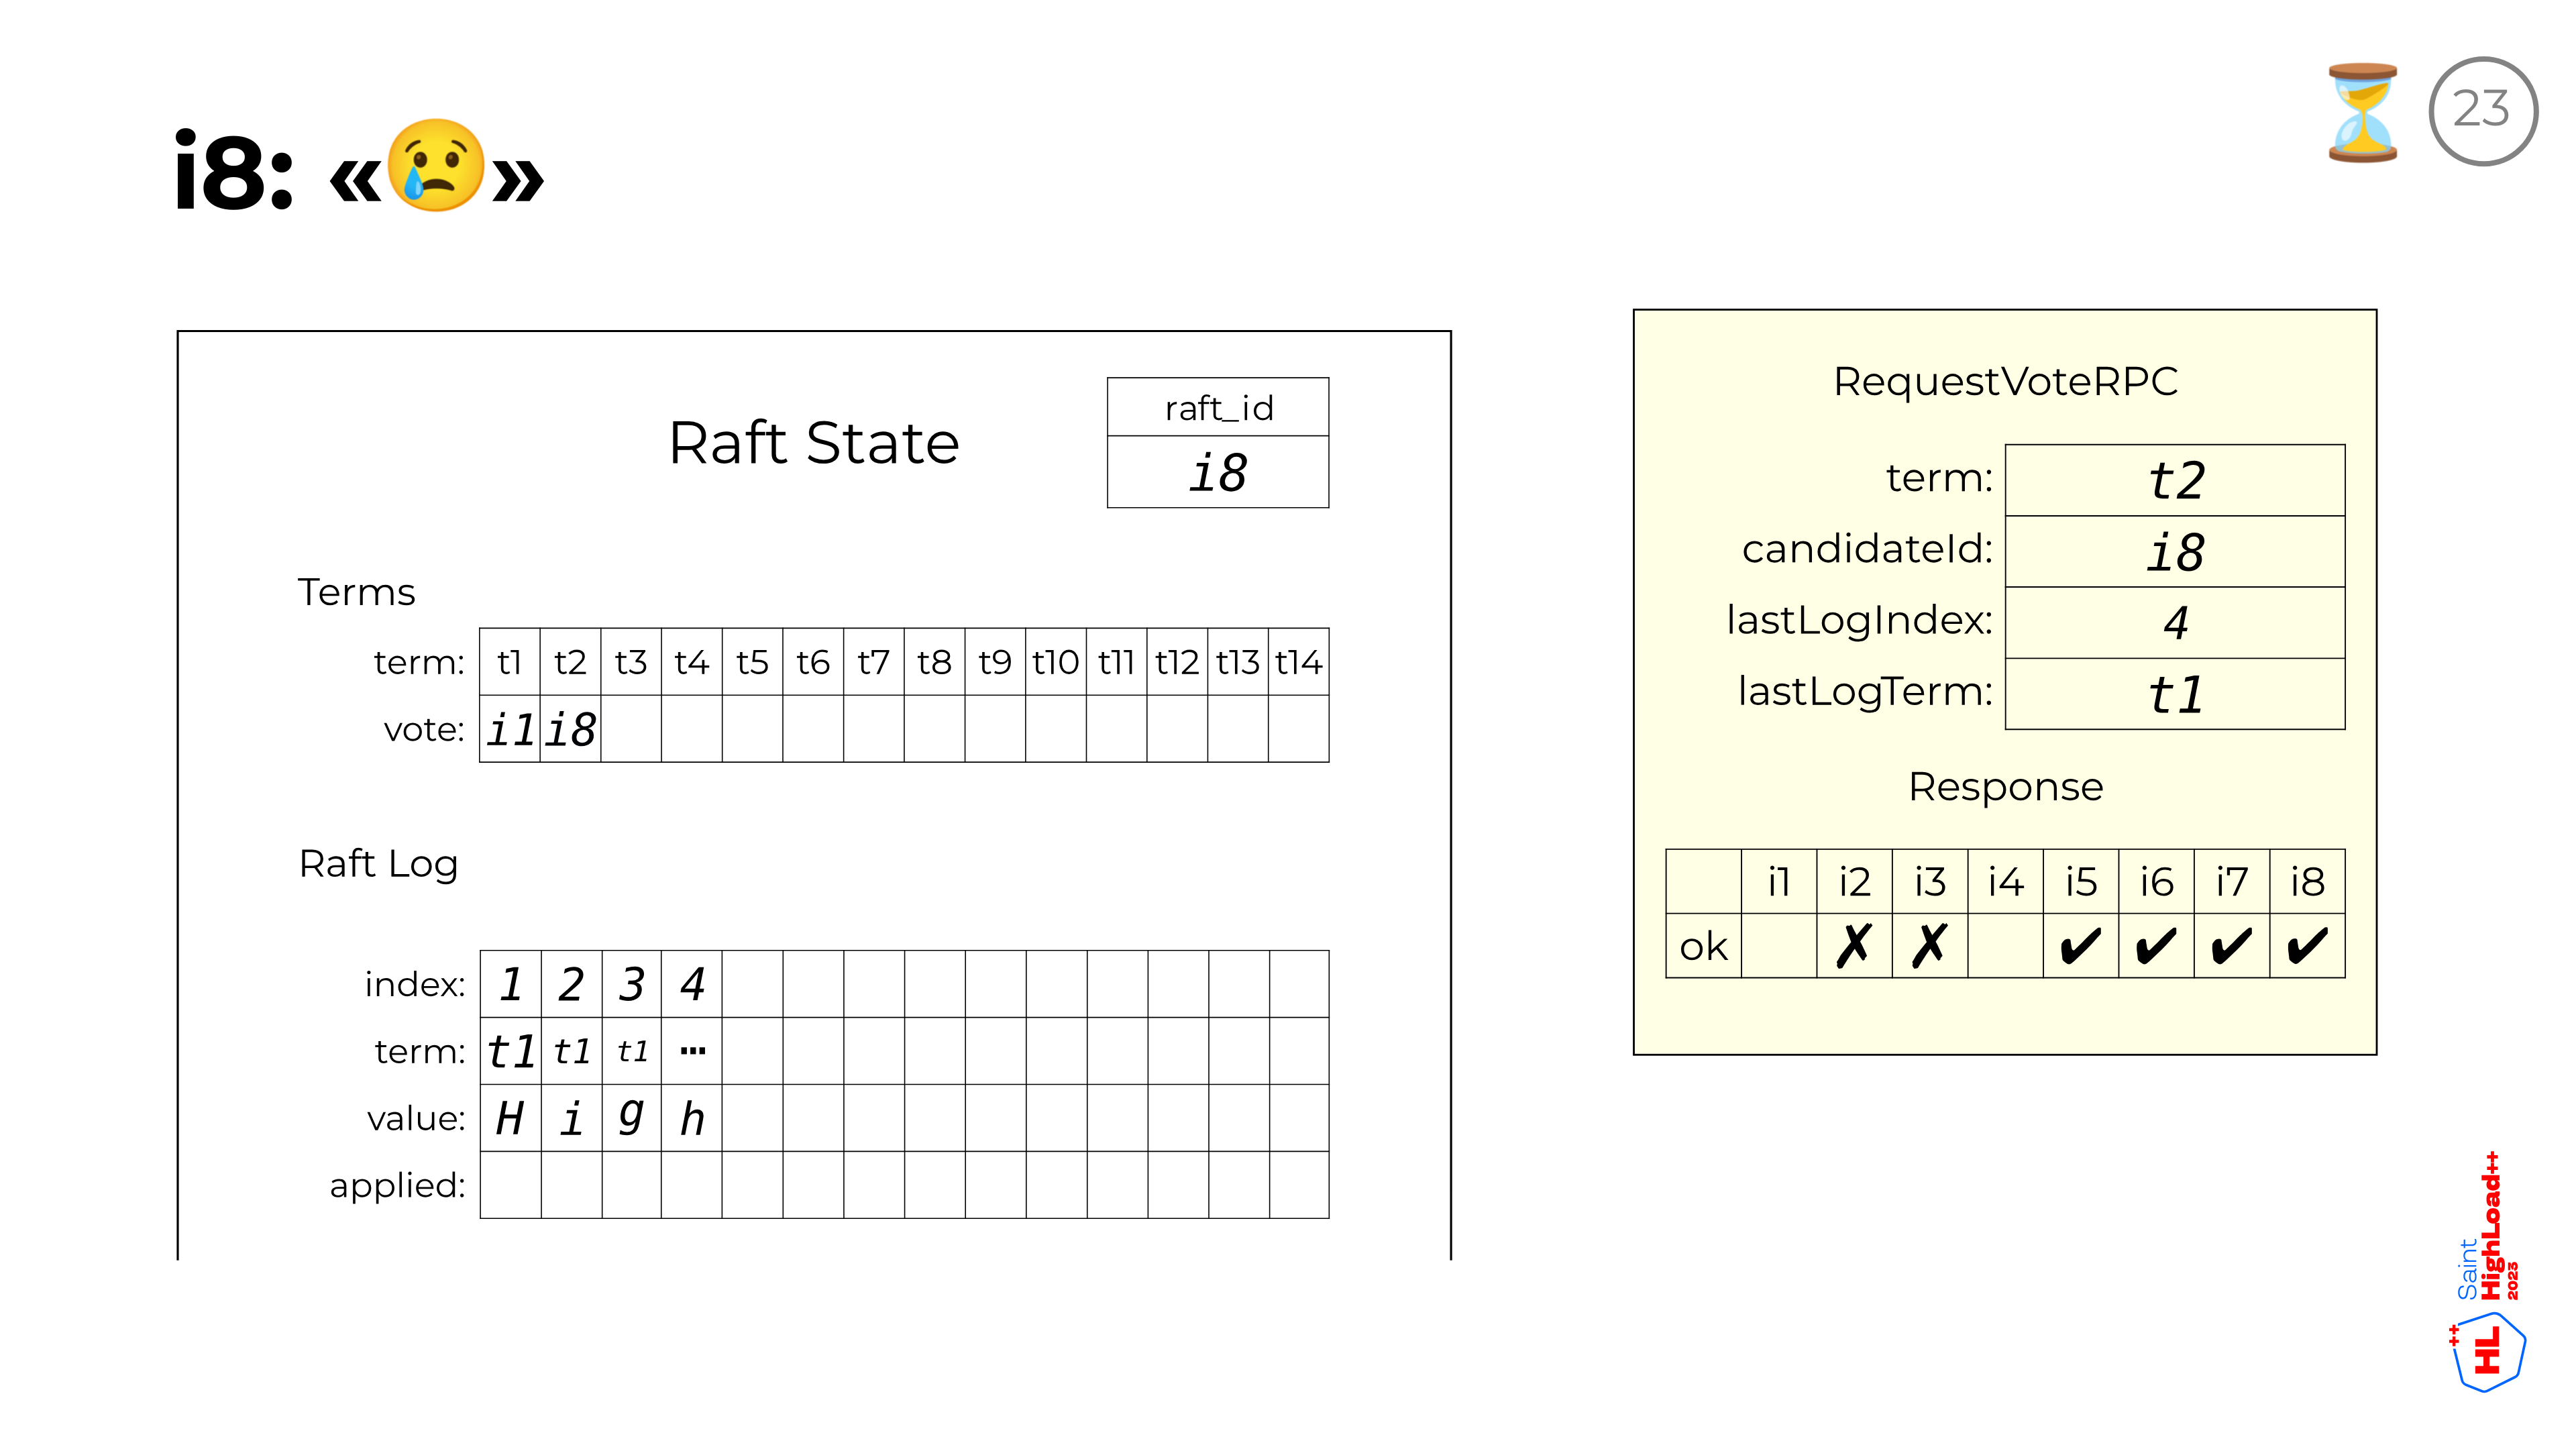 i8: «😢»
23
Raft State
raft_id
i8
Terms
term: t1 t2 t3 t4 t5 t6 t7 t8 t9 t10 t11 t12 t13 t14
vote: i1 i8
Raft Log
index: 1 2 3 4
term: t1 t1 t1 …
value: H i g h
applied:
RequestVoteRPC
term: t2
candidateId: i8
lastLogIndex: 4
lastLogTerm: t1
Response
i1 i2 i3 i4 i5 i6 i7 i8
ok ✗ ✗ ✔ ✔ ✔ ✔
Saint
HighLoad++
2023
HL++